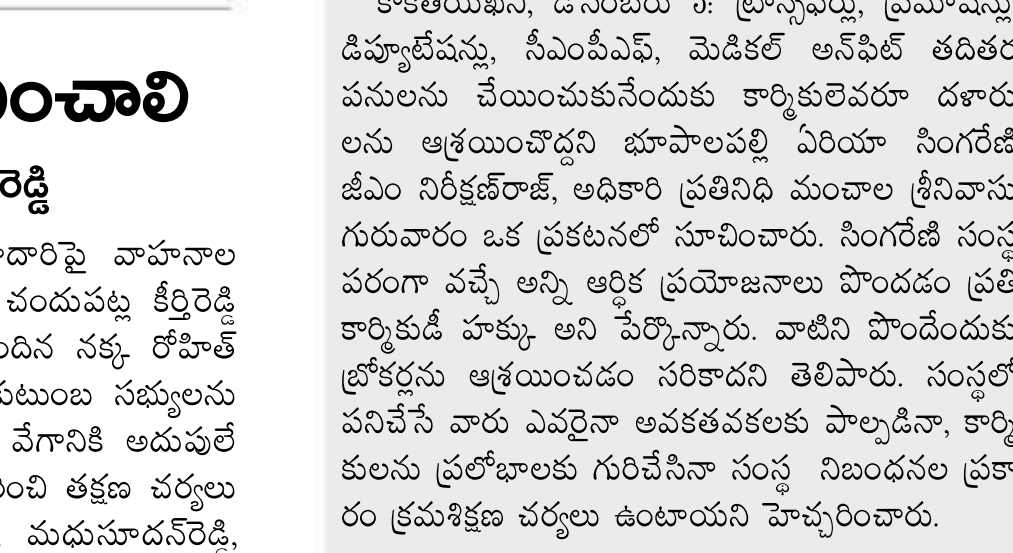 ించాలి
రెడ్డి
దారిపై వాహనాల
చందుపట్ల కీర్తిరెడ్డి
ందిన నక్క రోహిత్
కుటుంబ సభ్యులను
వేగానికి అదుపులే
ించి తక్షణ చర్యలు
మధుసూదన్‌రెడ్డి,
కాకతీయఖని, డిసెంబరు 5: ట్రాన్స్‌ఫర్లు, ప్రమోషన్లు
డిప్యూటేషన్లు, సీఎంపీఎఫ్, మెడికల్ అన్‌ఫిట్ తదితర
పనులను చేయించుకునేందుకు కార్మికులెవరూ దళారు
లను ఆశ్రయించొద్దని భూపాలపల్లి ఏరియా సింగరేణి
జీఎం నిరీక్షణ్‌రాజ్, అధికారి ప్రతినిధి మంచాల శ్రీనివాసు
గురువారం ఒక ప్రకటనలో సూచించారు. సింగరేణి సంస్థ
పరంగా వచ్చే అన్ని ఆర్థిక ప్రయోజనాలు పొందడం ప్రతి
కార్మికుడీ హక్కు అని పేర్కొన్నారు. వాటిని పొందేందుకు
బ్రోకర్లను ఆశ్రయించడం సరికాదని తెలిపారు. సంస్థలో
పనిచేసే వారు ఎవరైనా అవకతవకలకు పాల్పడినా, కార్మి
కులను ప్రలోభాలకు గురిచేసినా సంస్థ నిబంధనల ప్రకా
రం క్రమశిక్షణ చర్యలు ఉంటాయని హెచ్చరించారు.